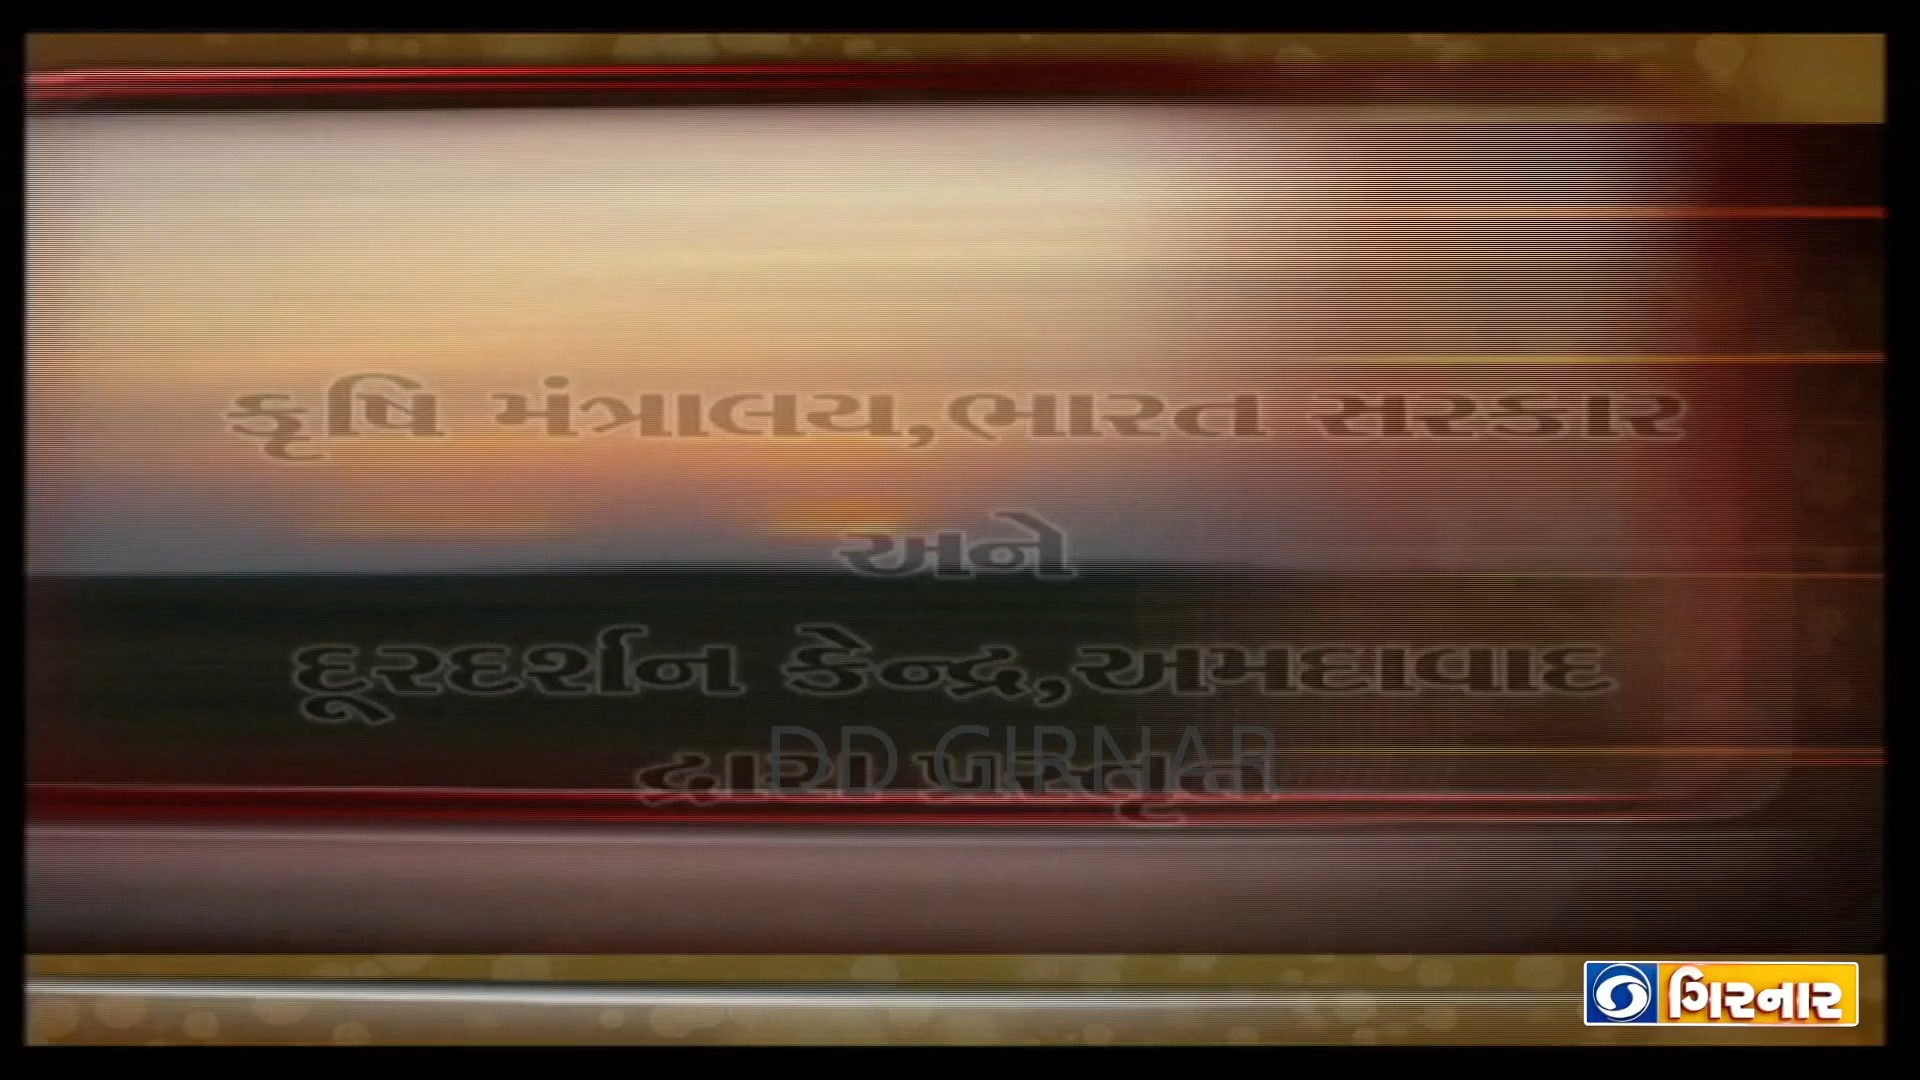 કૃષિ મંત્રાલય,ભારત સરકાર
અને
દૂરદર્શન કેન્દ્ર,અમદાવાદ
દ્વારા પ્રસ્તુત
DD GIRNAR
ગિરનાર